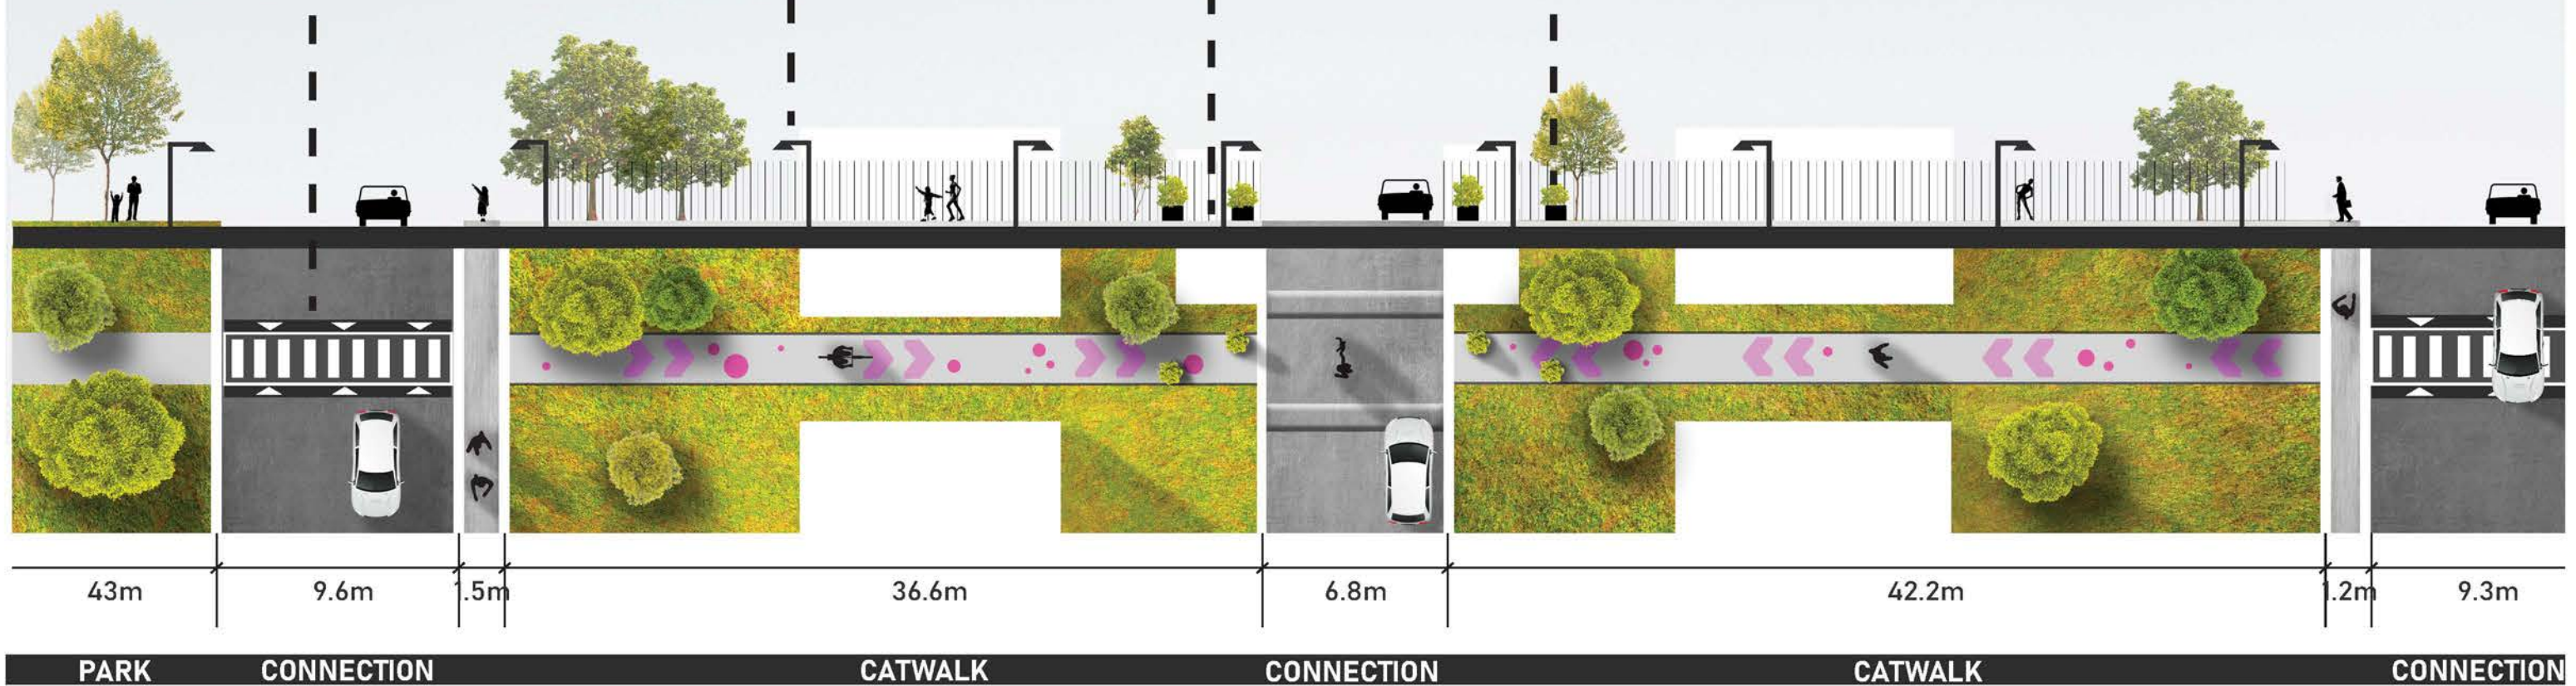 43m 9.6m 1.5m 36.6m 6.8m 42.2m 1.2m 9.3m
PARK CONNECTION CATWALK CONNECTION CATWALK CONNECTION